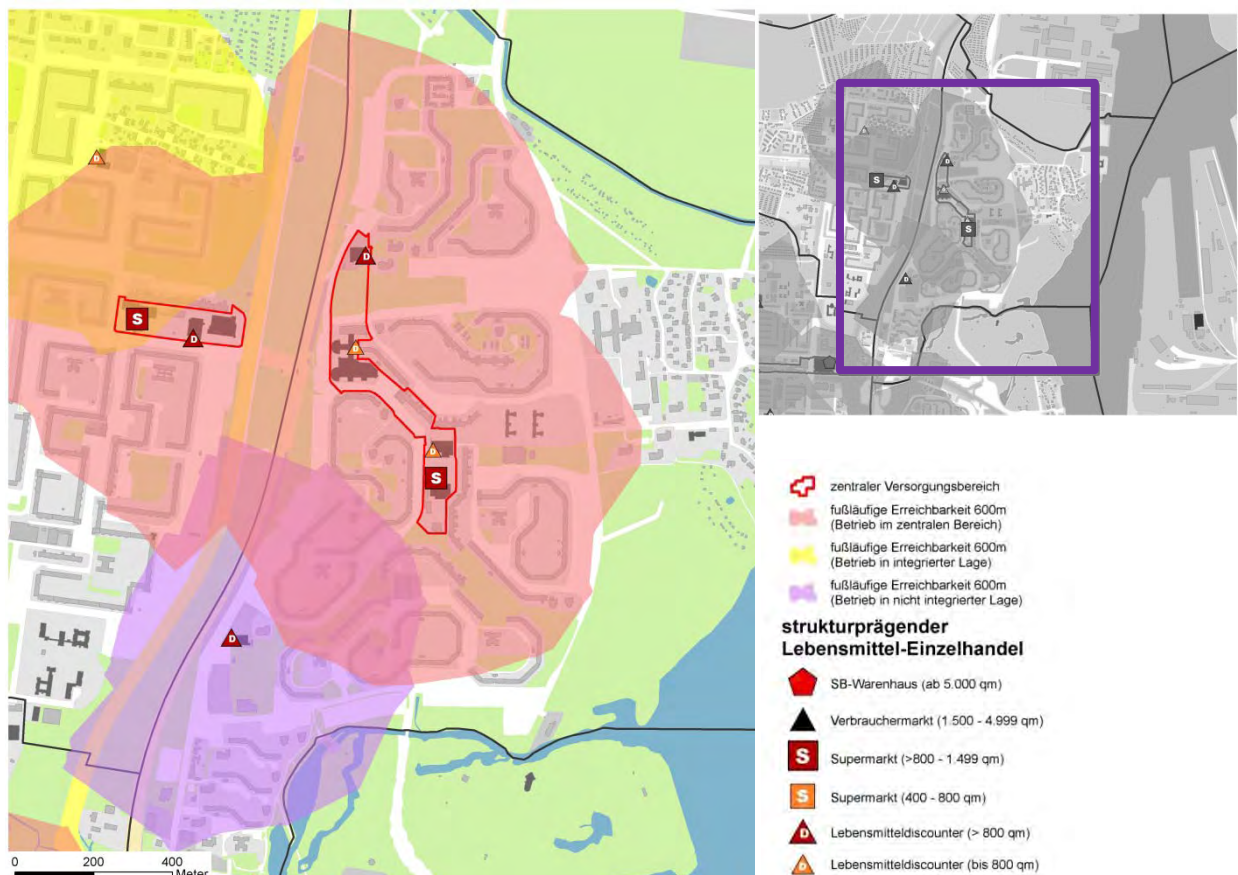 D
S
D
D
D
D
S
D
0 200 400
Meter
D
S
D
S
D
zentraler Versorgungsbereich
fußläufige Erreichbarkeit 600m
(Betrieb im zentralen Bereich)
fußläufige Erreichbarkeit 600m
(Betrieb in integrierter Lage)
fußläufige Erreichbarkeit 600m
(Betrieb in nicht integrierter Lage)
strukturprägender
Lebensmittel-Einzelhandel
SB-Warenhaus (ab 5.000 qm)
Verbrauchermarkt (1.500 - 4.999 qm)
S Supermarkt (>800 - 1.499 qm)
S Supermarkt (400 - 800 qm)
D Lebensmitteldiscounter (> 800 qm)
D Lebensmitteldiscounter (bis 800 qm)